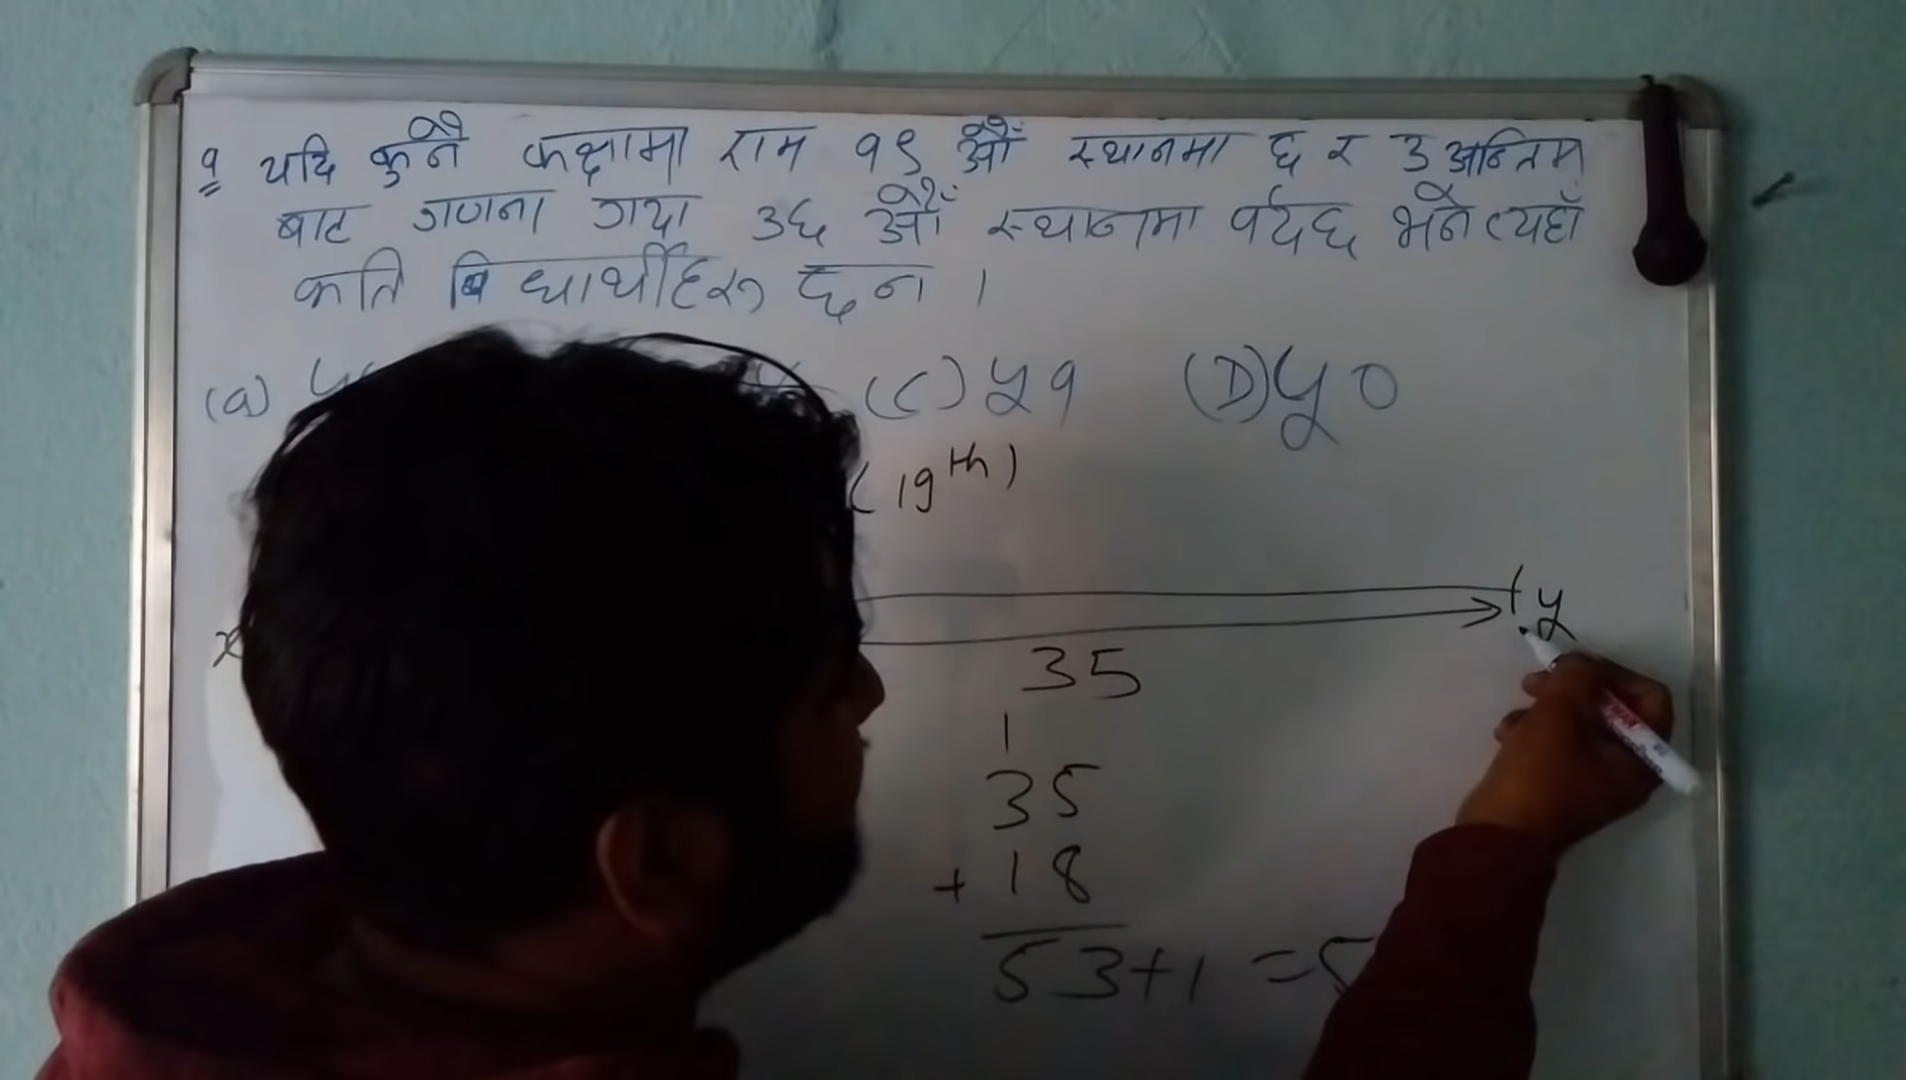 १ यदि कुनै कक्षामा राम १९ औं स्थानमा छ र उ अन्तिम
बाट गणना गर्दा ३६ औं स्थानमा पर्दछ भने त्यहाँ
कति विद्यार्थीहरू छन ।
(a) (C) ५१ (D) ५०
(19th)
x y
35
1
35
+ 18
53+1 =5